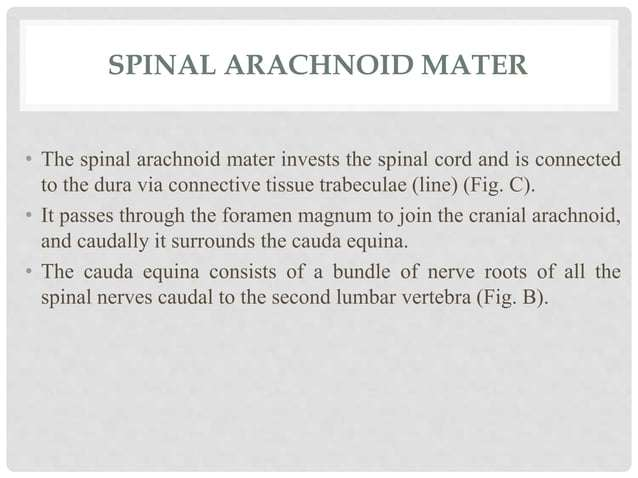 SPINAL ARACHNOID MATER
• The spinal arachnoid mater invests the spinal cord and is connected
to the dura via connective tissue trabeculae (line) (Fig. C).
• It passes through the foramen magnum to join the cranial arachnoid,
and caudally it surrounds the cauda equina.
• The cauda equina consists of a bundle of nerve roots of all the
spinal nerves caudal to the second lumbar vertebra (Fig. B).